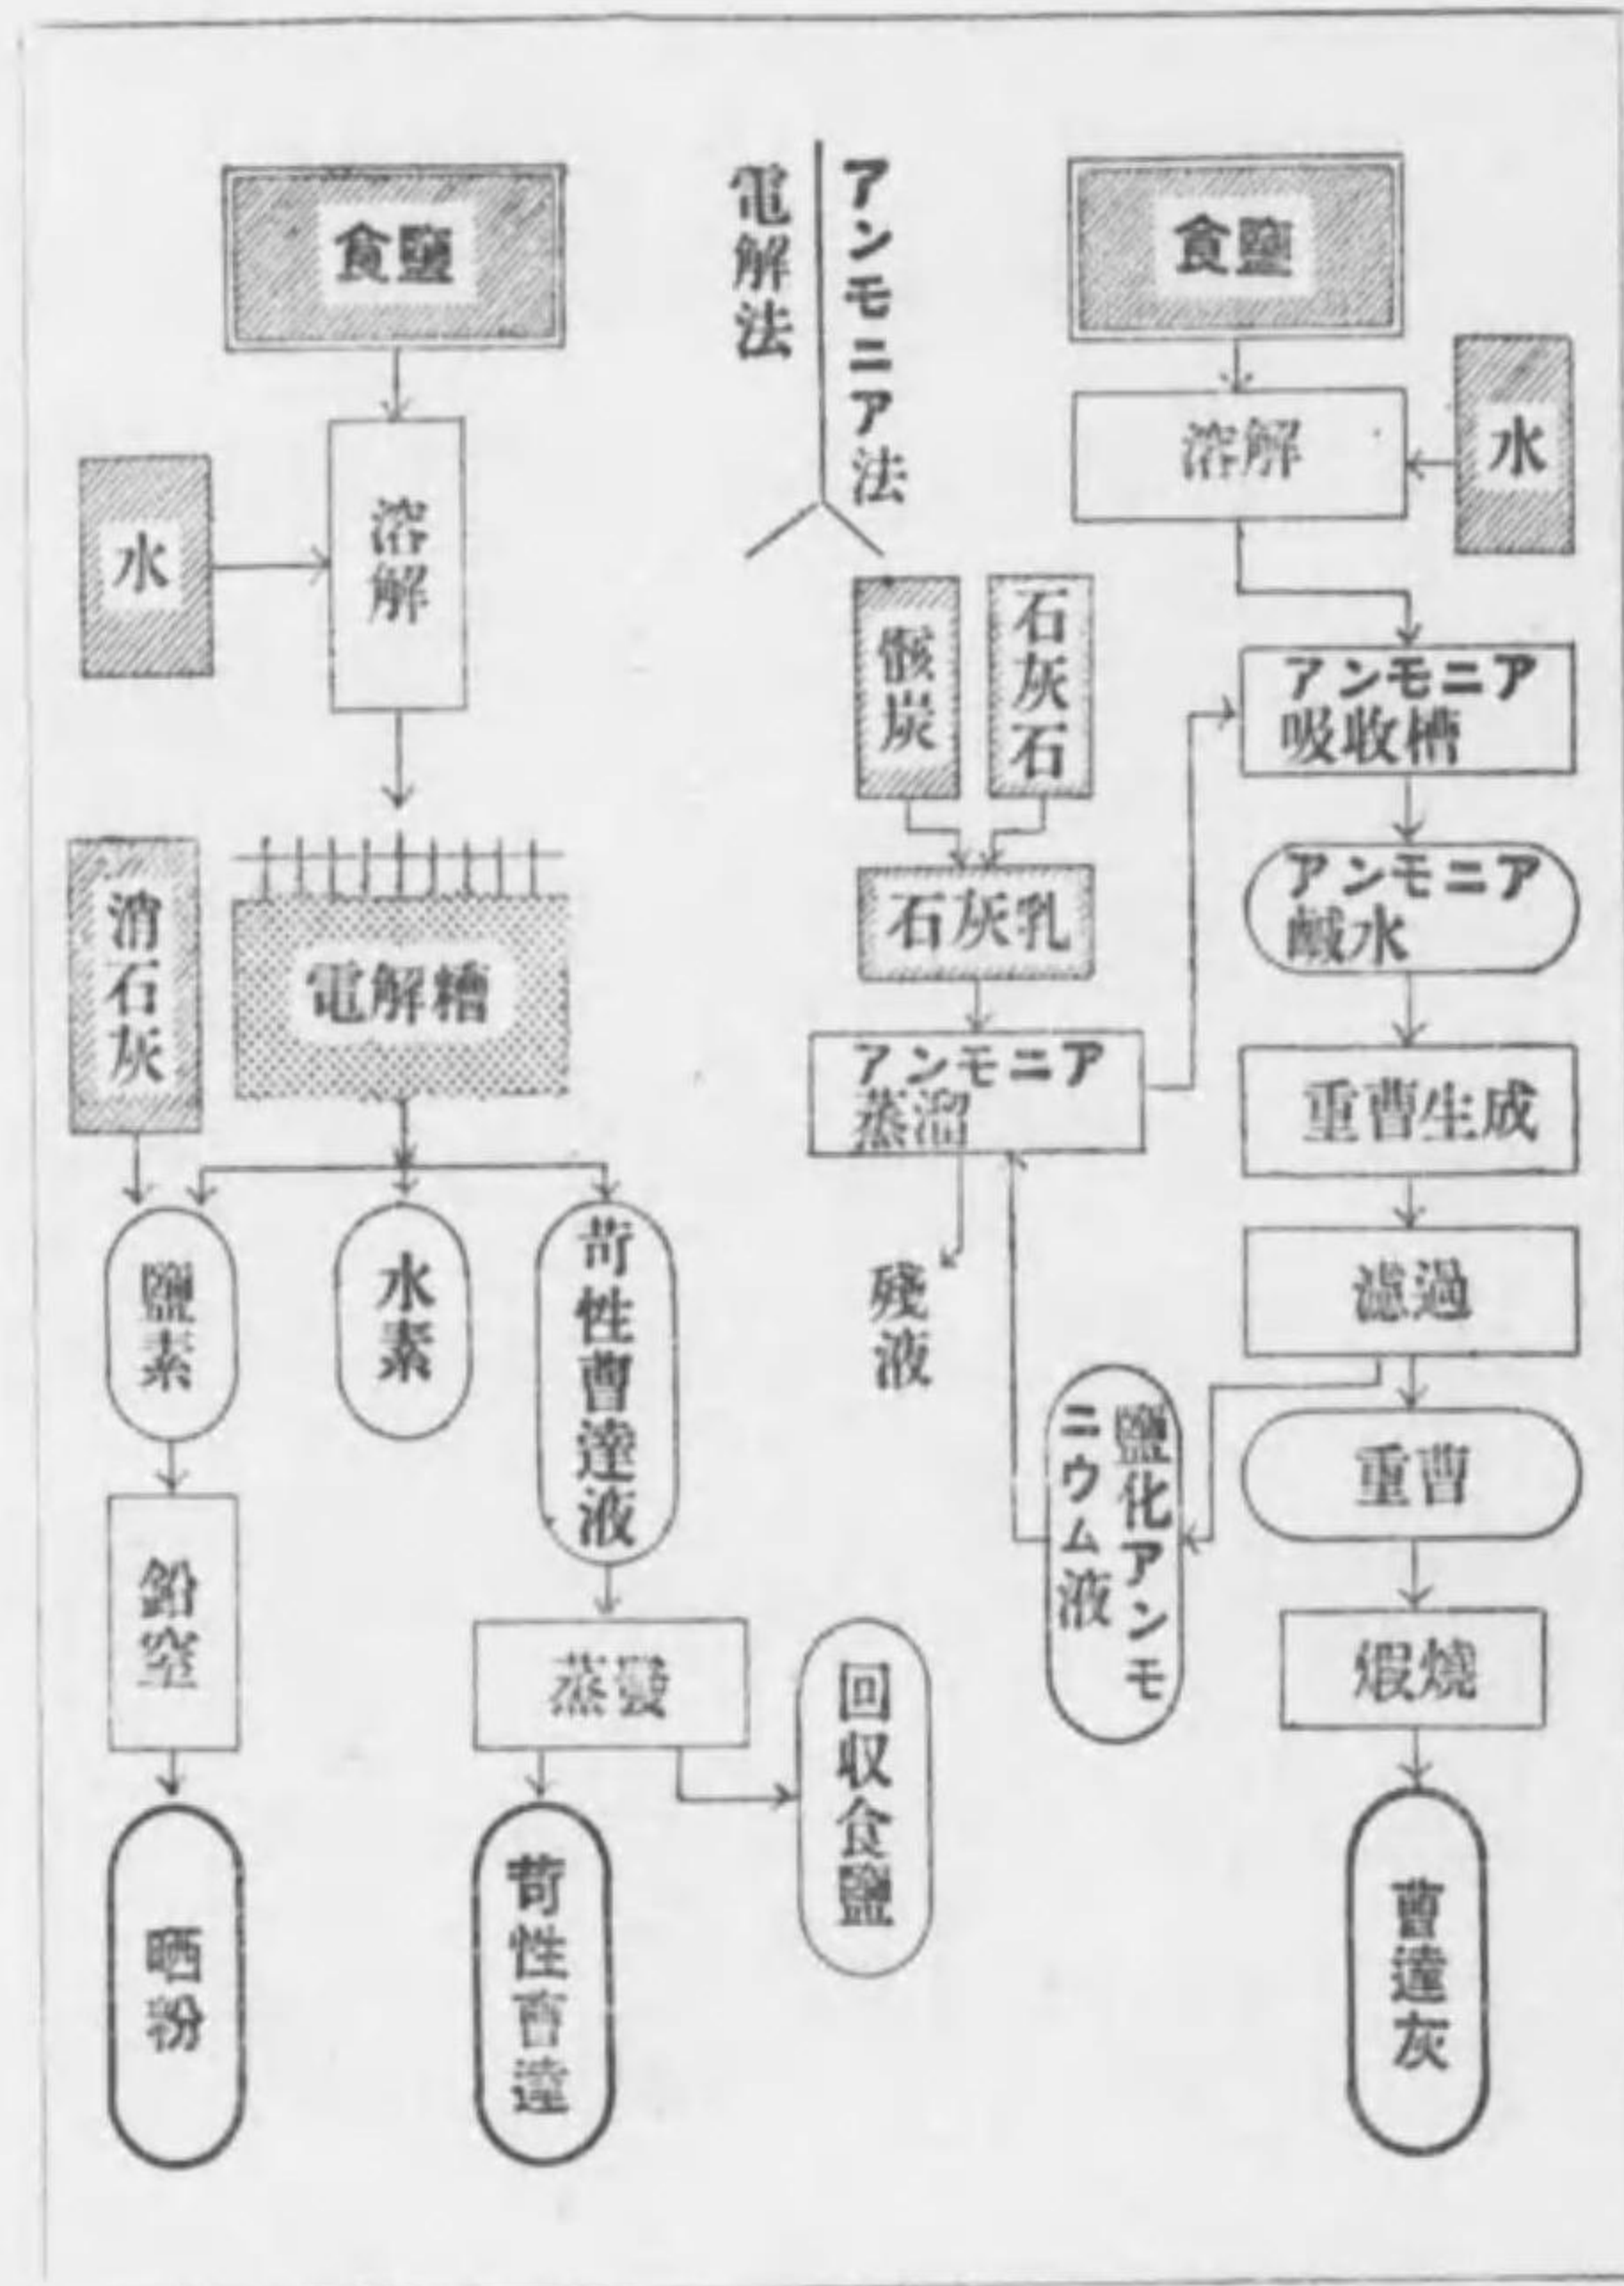 アンモニア法
電解法
食鹽
水
溶解
アンモニア
吸收槽
アンモニア
鹹水
重曹生成
濾過
重曹
煆燒
曹達灰
石灰石
骸炭
石灰乳
アンモニア
蒸溜
殘液
鹽化アンモ
ニウム液
食鹽
水
溶解
電解糟
消石灰
鹽素
水素
苛性曹達液
鉛空
晒粉
蒸發
苛性曹達
回収食鹽